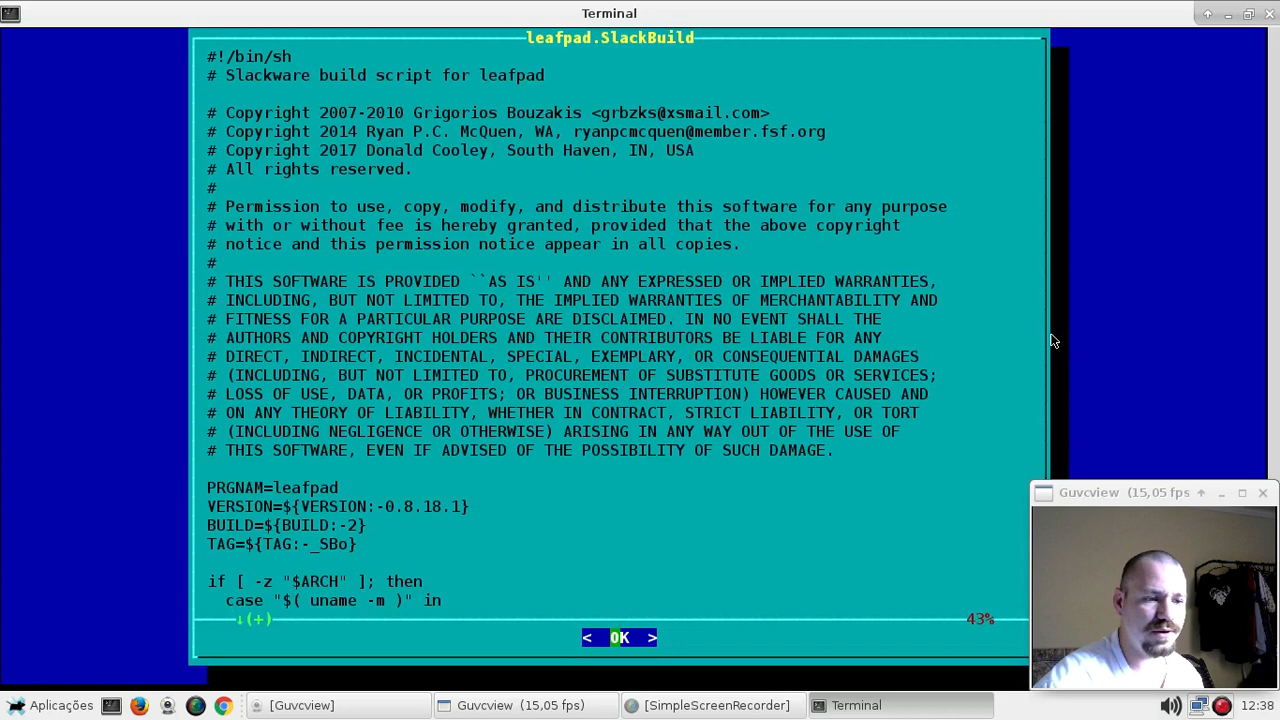 Terminal
leafpad.SlackBuild
#!/bin/sh
# Slackware build script for leafpad
# Copyright 2007-2010 Grigorios Bouzakis <grbzks@xsmail.com>
# Copyright 2014 Ryan P.C. McQuen, WA, ryanpcmcquen@member.fsf.org
# Copyright 2017 Donald Cooley, South Haven, IN, USA
# All rights reserved.
#
# Permission to use, copy, modify, and distribute this software for any purpose
# with or without fee is hereby granted, provided that the above copyright
# notice and this permission notice appear in all copies.
#
# THIS SOFTWARE IS PROVIDED ``AS IS'' AND ANY EXPRESSED OR IMPLIED WARRANTIES,
# INCLUDING, BUT NOT LIMITED TO, THE IMPLIED WARRANTIES OF MERCHANTABILITY AND
# FITNESS FOR A PARTICULAR PURPOSE ARE DISCLAIMED. IN NO EVENT SHALL THE
# AUTHORS AND COPYRIGHT HOLDERS AND THEIR CONTRIBUTORS BE LIABLE FOR ANY
# DIRECT, INDIRECT, INCIDENTAL, SPECIAL, EXEMPLARY, OR CONSEQUENTIAL DAMAGES
# (INCLUDING, BUT NOT LIMITED TO, PROCUREMENT OF SUBSTITUTE GOODS OR SERVICES;
# LOSS OF USE, DATA, OR PROFITS; OR BUSINESS INTERRUPTION) HOWEVER CAUSED AND
# ON ANY THEORY OF LIABILITY, WHETHER IN CONTRACT, STRICT LIABILITY, OR TORT
# (INCLUDING NEGLIGENCE OR OTHERWISE) ARISING IN ANY WAY OUT OF THE USE OF
# THIS SOFTWARE, EVEN IF ADVISED OF THE POSSIBILITY OF SUCH DAMAGE.
PRGNAM=leafpad
VERSION=${VERSION:-0.8.18.1}
BUILD=${BUILD:-2}
TAG=${TAG:-_SBo}
if [ -z "$ARCH" ]; then
case "$( uname -m )" in
↓(+) 43%
< OK >
Guvcview (15,05 fps
Aplicações [Guvcview] Guvcview (15,05 fps) [SimpleScreenRecorder] Terminal 12:38